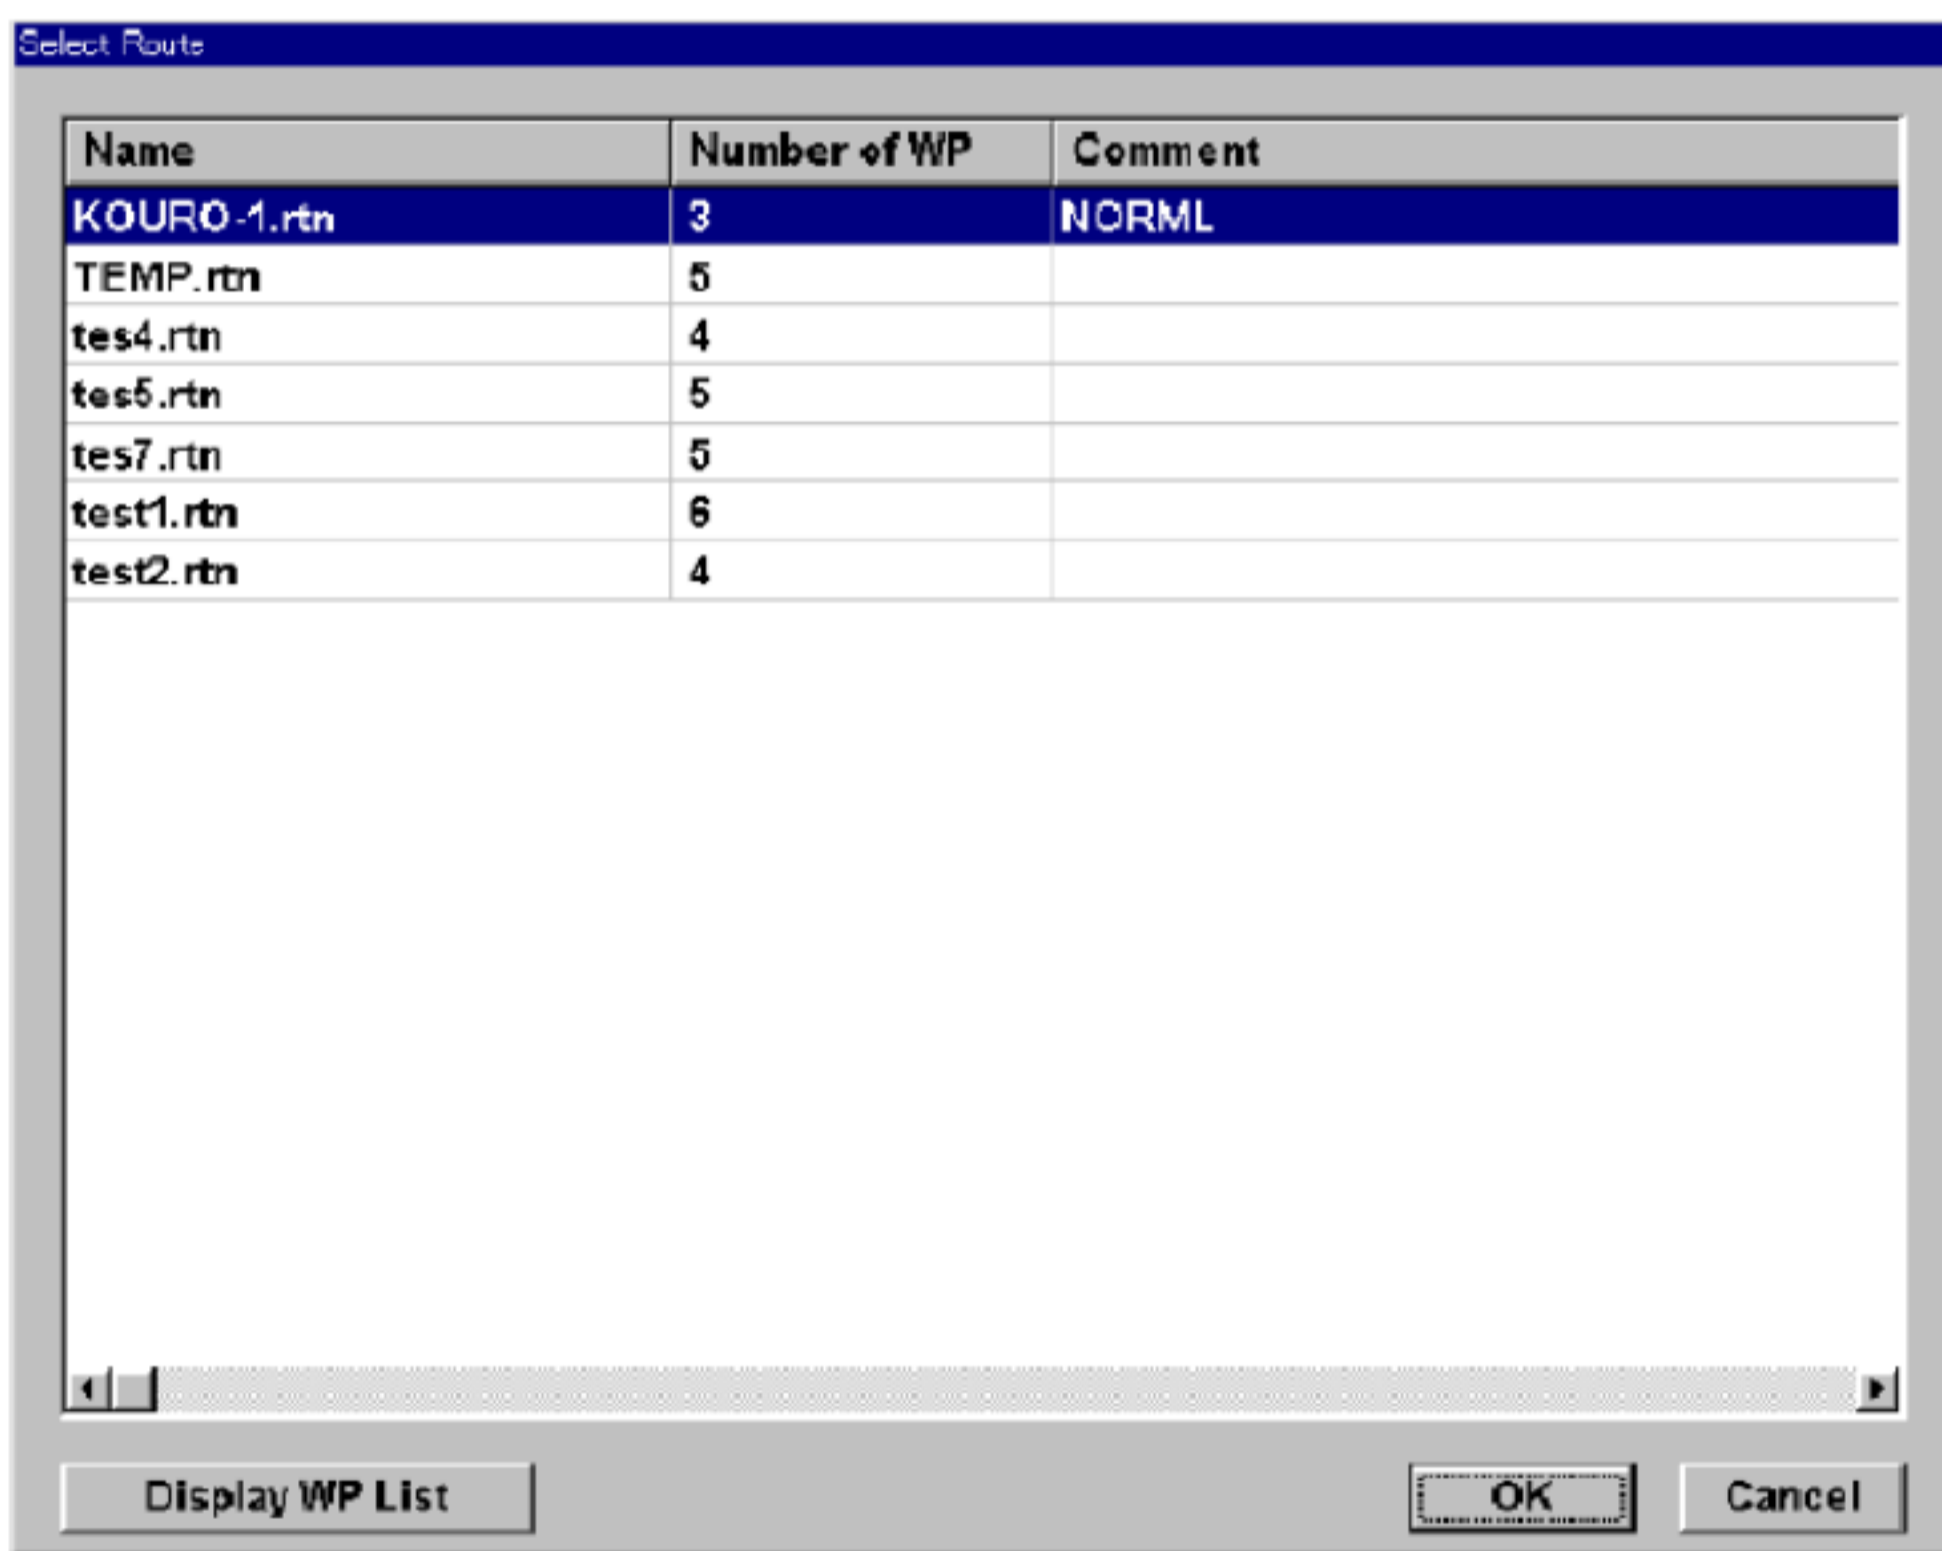 Select Route
Name Number of WP Comment
KOURO-1.rtn 3 NORML
TEMP.rtn 5
tes4.rtn 4
tes5.rtn 5
tes7.rtn 5
test1.rtn 6
test2.rtn 4
Display WP List OK Cancel